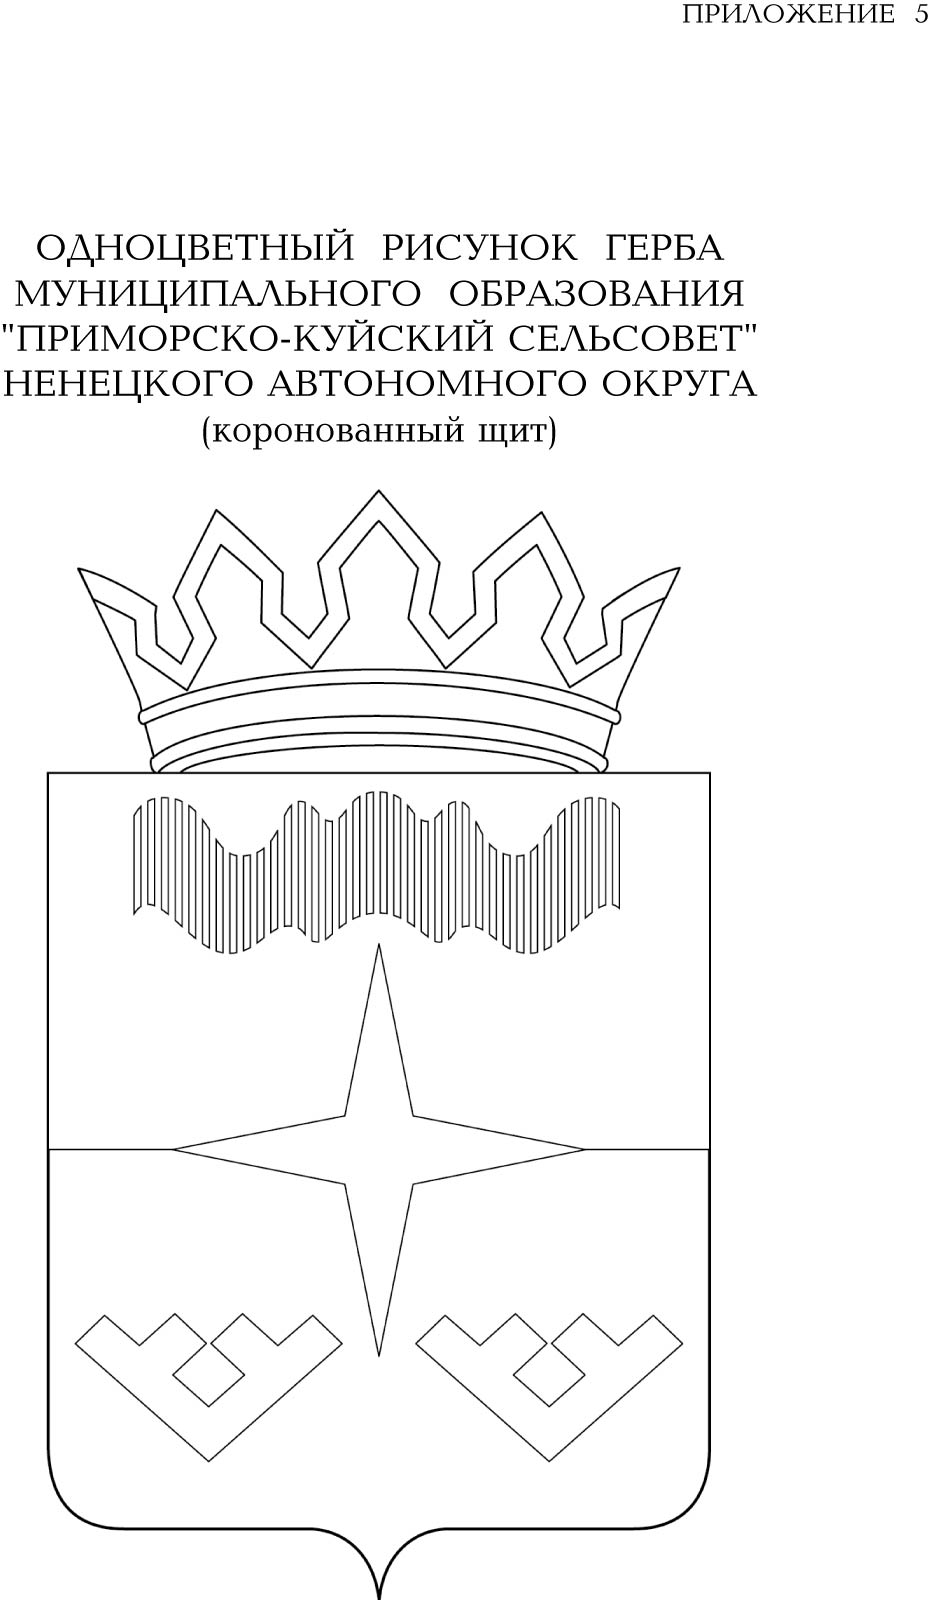 ПРИЛОЖЕНИЕ 5
ОДНОЦВЕТНЫЙ РИСУНОК ГЕРБА
МУНИЦИПАЛЬНОГО ОБРАЗОВАНИЯ
"ПРИМОРСКО-КУЙСКИЙ СЕЛЬСОВЕТ"
НЕНЕЦКОГО АВТОНОМНОГО ОКРУГА
(коронованный щит)